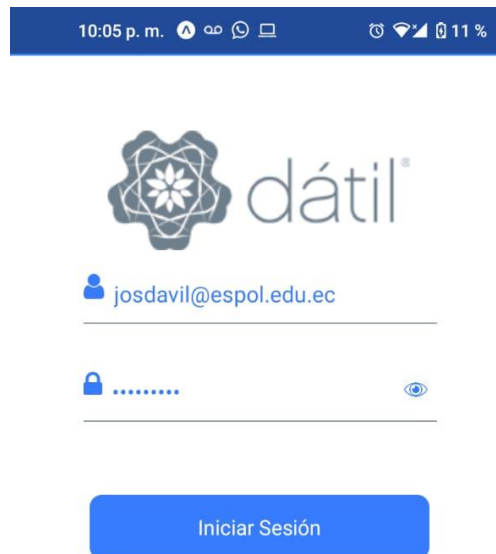 10:05 p. m. 11 %
dátil®
josdavil@espol.edu.ec
.........
Iniciar Sesión